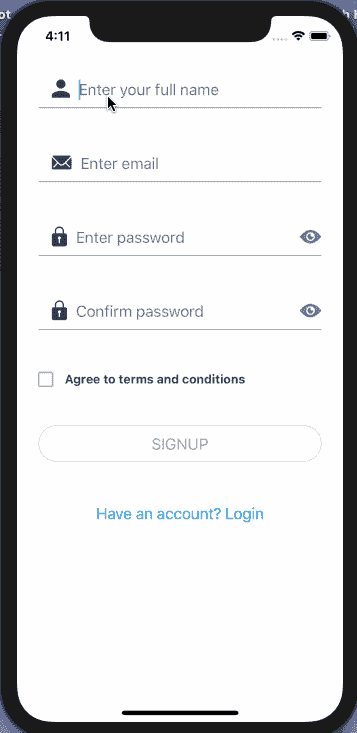 4:11
Enter your full name
Enter email
Enter password
Confirm password
Agree to terms and conditions
SIGNUP
Have an account? Login